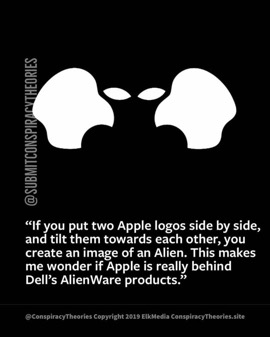 @SUBMITCONSPIRACYTHEORIES
“If you put two Apple logos side by side,
and tilt them towards each other, you
create an image of an Alien. This makes
me wonder if Apple is really behind
Dell’s AlienWare products.”
@ConspiracyTheories Copyright 2019 ElkMedia ConspiracyTheories.site